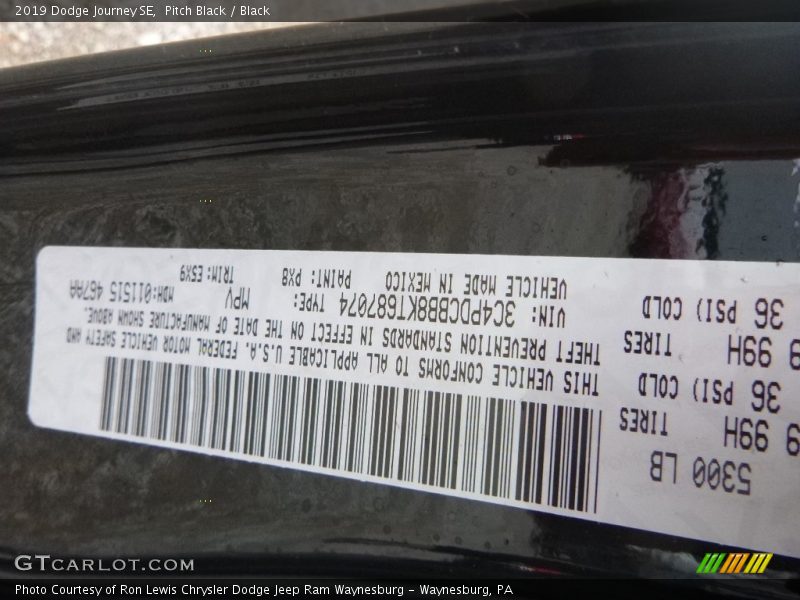 2019 Dodge Journey SE, Pitch Black / Black
5300 LB
9 99H TIRES
36 PSI) COLD
9 99H TIRES
36 PSI) COLD
THIS VEHICLE CONFORMS TO ALL APPLICABLE U.S.A. FEDERAL MOTOR VEHICLE SAFETY AND
THEFT PREVENTION STANDARDS IN EFFECT ON THE DATE OF MANUFACTURE SHOWN ABOVE.
VIN: 3C4PDCBB8KT687074 TYPE: MPV MDH:011515 467AA
VEHICLE MADE IN MEXICO PAINT: PX8 TRIM: E5X9
GTCARLOT.COM
Photo Courtesy of Ron Lewis Chrysler Dodge Jeep Ram Waynesburg - Waynesburg, PA